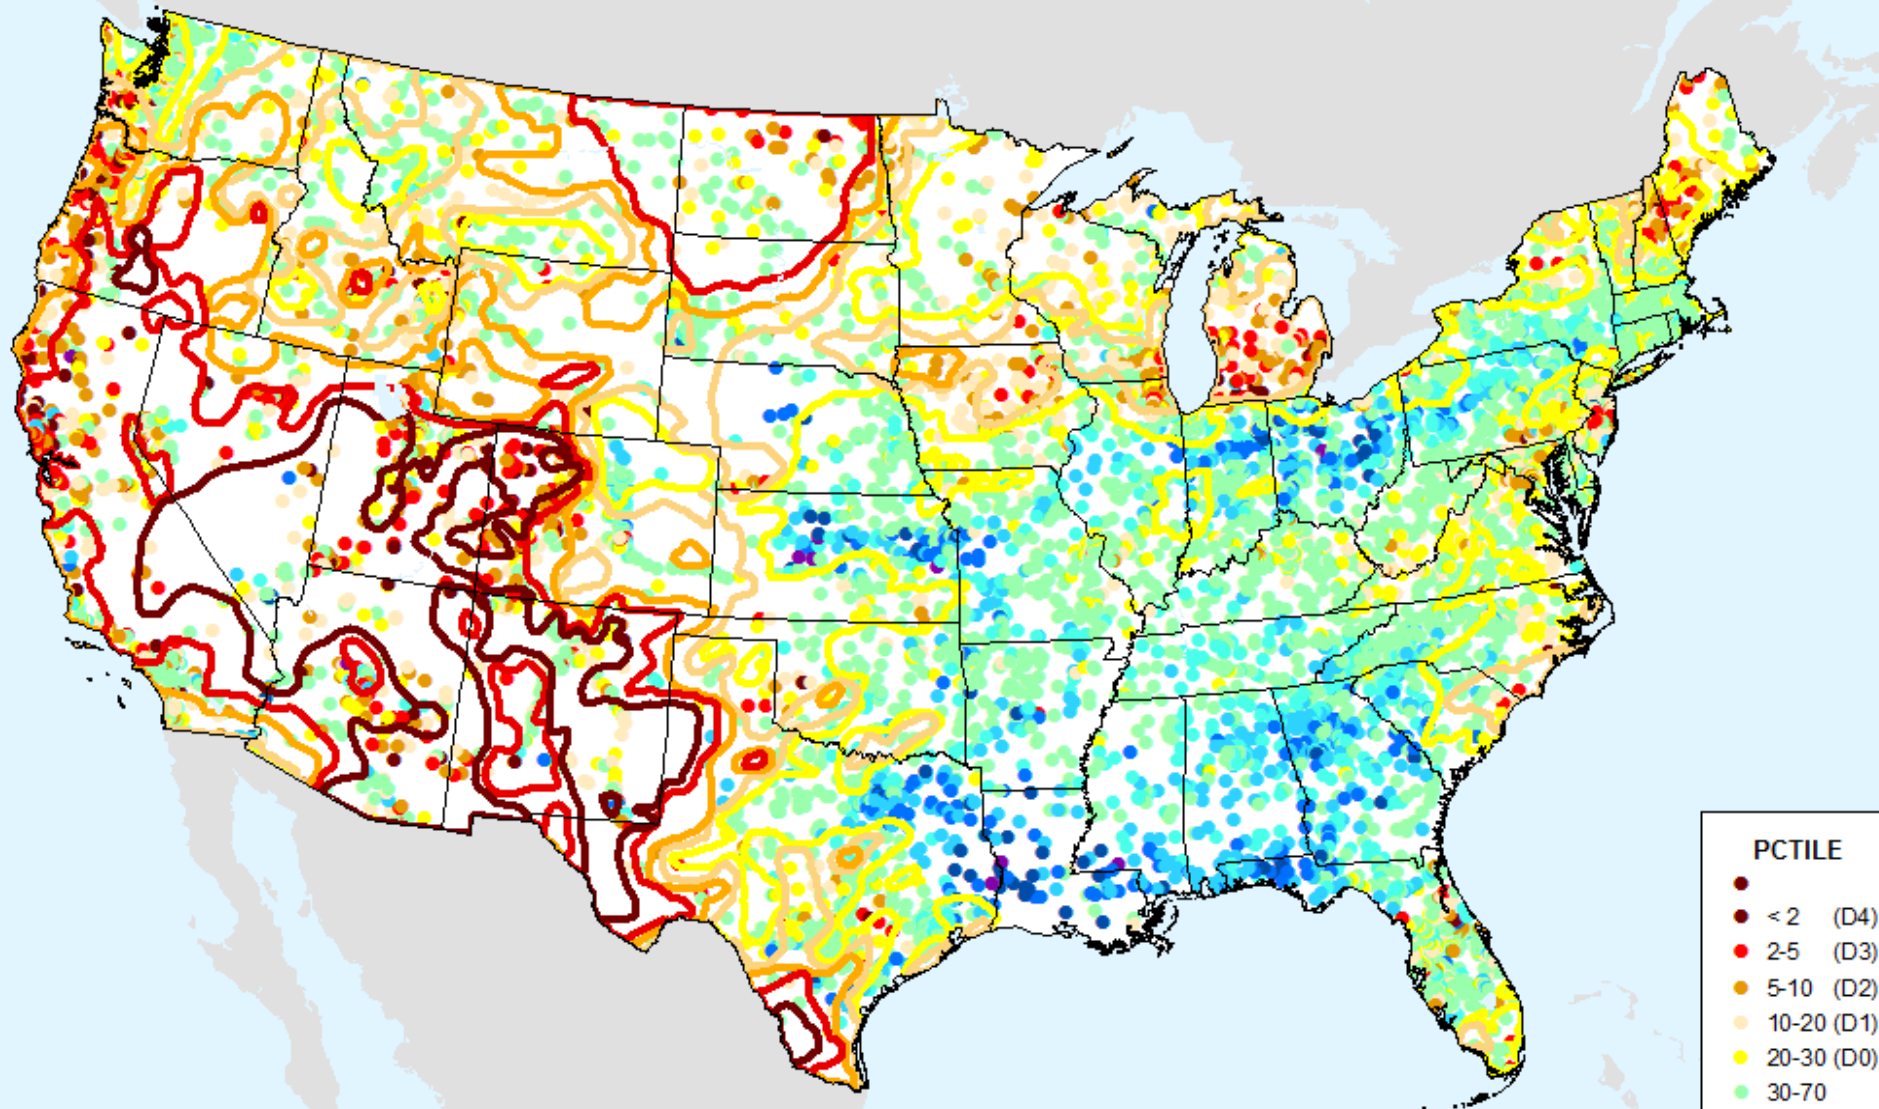 PCTILE
< 2 (D4)
2-5 (D3)
5-10 (D2)
10-20 (D1)
20-30 (D0)
30-70